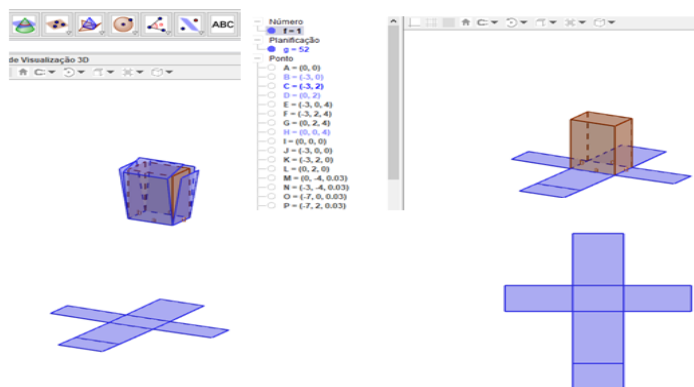 ABC
de Visualização 3D
Número
f = 1
Planificação
g = 52
Ponto
A = (0, 0)
B = (-3, 0)
C = (-3, 2)
D = (0, 2)
E = (-3, 0, 4)
F = (-3, 2, 4)
G = (0, 2, 4)
H = (0, 0, 4)
I = (0, 0, 0)
J = (-3, 0, 0)
K = (-3, 2, 0)
L = (0, 2, 0)
M = (0, -4, 0.03)
N = (-3, -4, 0.03)
O = (-7, 0, 0.03)
P = (-7, 2, 0.03)